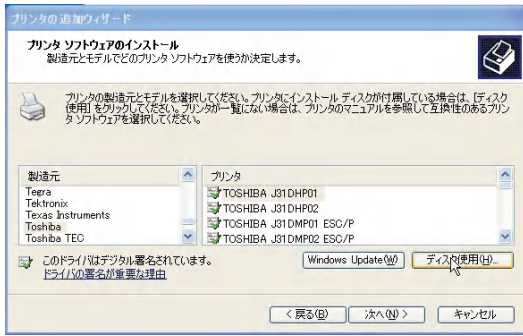 プリンタの追加ウィザード
プリンタ ソフトウェアのインストール
製造元とモデルでどのプリンタ ソフトウェアを使うか決定します。
プリンタの製造元とモデルを選択してください。プリンタにインストール ディスクが付属している場合は、[ディスク
使用] をクリックしてください。プリンタが一覧にない場合は、プリンタのマニュアルを参照して互換性のあるプリン
タ ソフトウェアを選択してください。
製造元
Tegra
Tektronix
Texas Instruments
Toshiba
Toshiba TEC
プリンタ
TOSHIBA J31DHP01
TOSHIBA J31DHP02
TOSHIBA J31DMP01 ESC/P
TOSHIBA J31DMP02 ESC/P
このドライバはデジタル署名されています。
ドライバの署名が重要な理由
Windows Update(W)
ディスク使用(H)...
< 戻る(B)
次へ(N) >
キャンセル